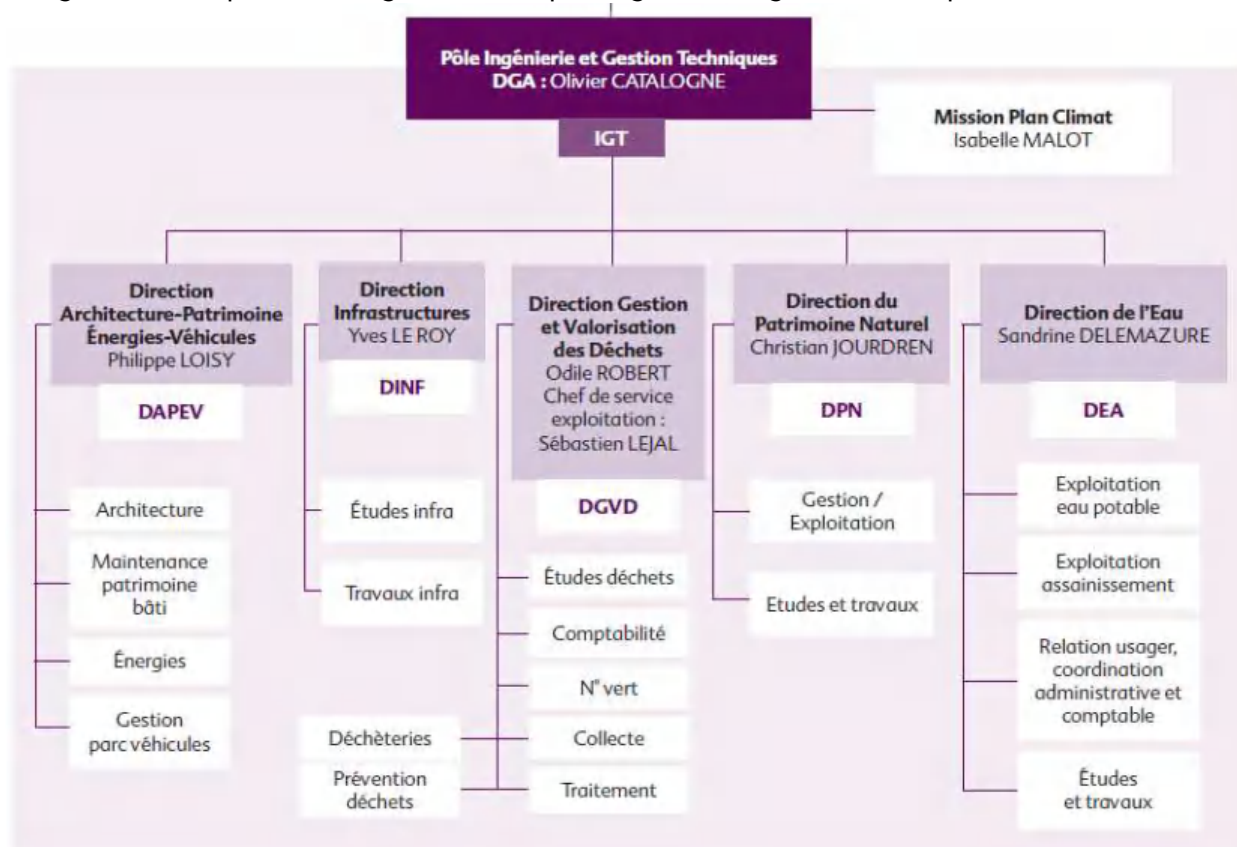 Pôle Ingénierie et Gestion Techniques
DGA : Olivier CATALOGNE
IGT
Mission Plan Climat
Isabelle MALOT
Direction
Architecture-Patrimoine
Énergies-Véhicules
Philippe LOISY
DAPEV
Architecture
Maintenance
patrimoine
bâti
Énergies
Gestion
parc véhicules
Direction
Infrastructures
Yves LE ROY
DINF
Études infra
Travaux infra
Direction Gestion
et Valorisation
des Déchets
Odile ROBERT
Chef de service
exploitation :
Sébastien LEJAL
DGVD
Études déchets
Comptabilité
N° vert
Déchèteries
Collecte
Prévention
déchets
Traitement
Direction du
Patrimoine Naturel
Christian JOURDREN
DPN
Gestion /
Exploitation
Etudes et travaux
Direction de l'Eau
Sandrine DELEMAZURE
DEA
Exploitation
eau potable
Exploitation
assainissement
Relation usager,
coordination
administrative et
comptable
Études
et travaux